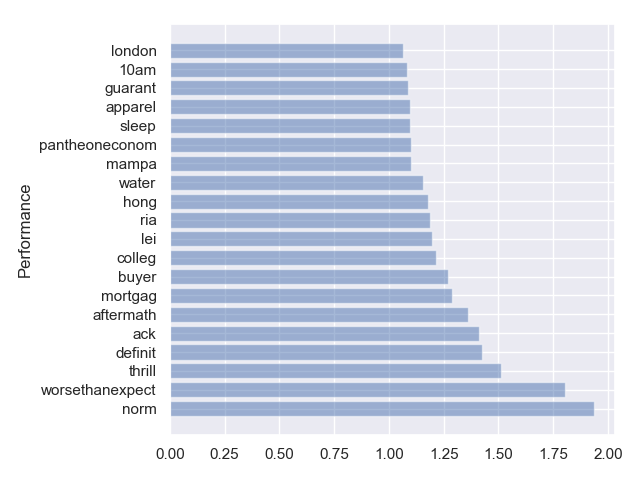 london
10am
guarant
apparel
sleep
pantheoneconom
mampa
water
hong
ria
lei
colleg
buyer
mortgag
aftermath
ack
definit
thrill
worsethanexpect
norm
Performance
0.00 0.25 0.50 0.75 1.00 1.25 1.50 1.75 2.00